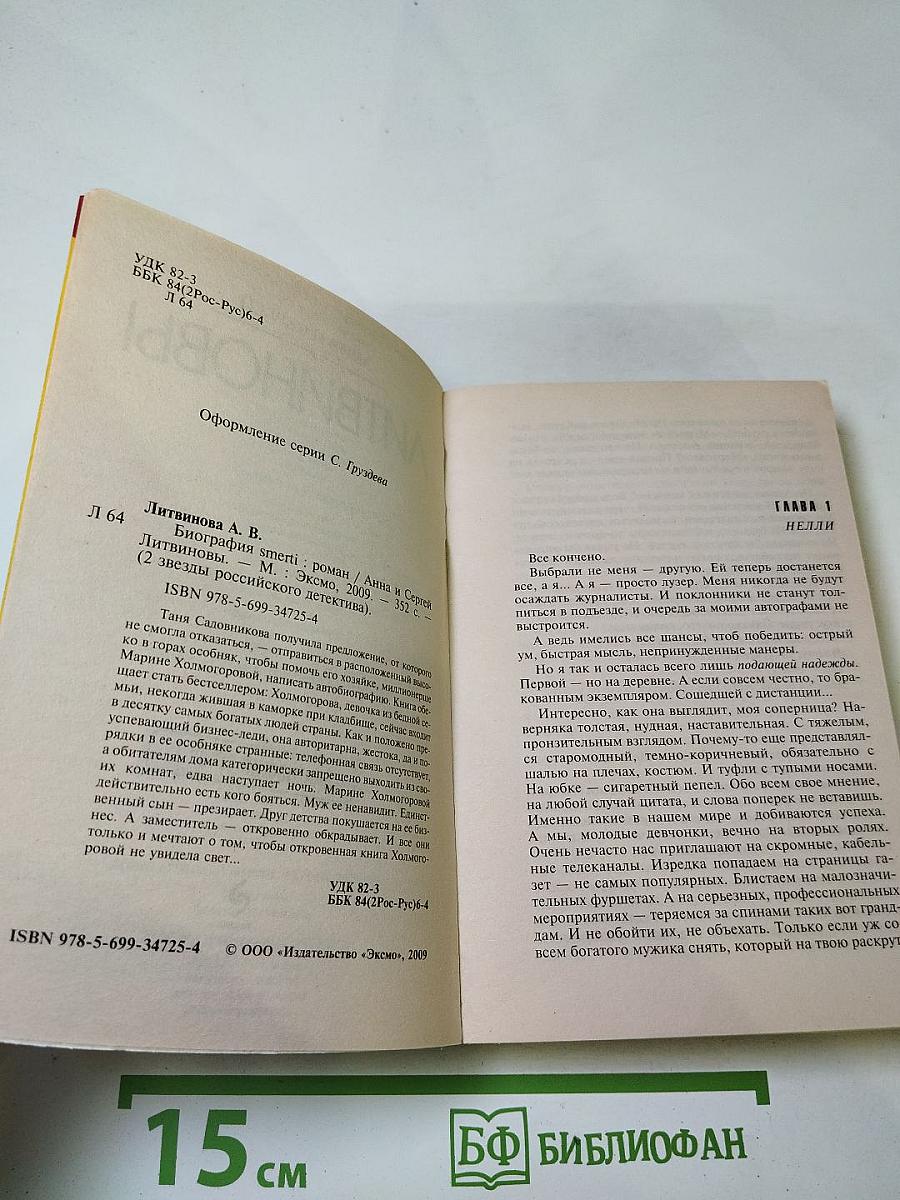 УДК 82-3
ББК 84(2Рос-Рус)6-4
Л 64
Оформление серии С. Груздева
Литвинова А. В.
Л 64 Биография smerti : роман / Анна и Сергей
Литвиновы. — М. : Эксмо, 2009. — 352 с. —
(2 звезды российского детектива).
ISBN 978-5-699-34725-4
Таня Садовникова получила предложение, от которого
не смогла отказаться, — отправиться в расположенный высо-
ко в горах особняк, чтобы помочь его хозяйке, миллионерше
Марине Холмогоровой, написать автобиографию. Книга обе-
щает стать бестселлером: Холмогорова, девочка из бедной се-
мьи, некогда жившая в каморке при кладбище, сейчас входит
в десятку самых богатых людей страны. Как и положено пре-
успевающий бизнес-леди, она авторитарна, жестока, да и по-
рядки в ее особняке странные: телефонная связь отсутствует,
а обитателям дома категорически запрещено выходить из сво-
их комнат, едва наступает ночь. Марине Холмогоровой
действительно есть кого бояться. Муж ее ненавидит. Единст-
венный сын — презирает. Друг детства покушается на ее биз-
нес. А заместитель — откровенно обкрадывает. И все они
только и мечтают о том, чтобы откровенная книга Холмого-
ровой не увидела свет...
УДК 82-3
ББК 84(2Рос-Рус)6-4
ISBN 978-5-699-34725-4
© ООО «Издательство «Эксмо», 2009
ГЛАВА 1
НЕЛЛИ
Все кончено.
Выбрали не меня — другую. Ей теперь достанется
все, а я... А я — просто лузер. Меня никогда не будут
осаждать журналисты. И поклонники не станут тол-
питься в подъезде, и очередь за моими автографами не
выстроится.
А ведь имелись все шансы, чтоб победить: острый
ум, быстрая мысль, непринужденные манеры.
Но я так и осталась всего лишь подающей надежды.
Первой — но на деревне. А если совсем честно, то бра-
кованным экземпляром. Сошедшей с дистанции...
Интересно, как она выглядит, моя соперница? На-
верняка толстая, нудная, наставительная. С тяжелым,
пронзительным взглядом. Почему-то еще представлял-
ся старомодный, темно-коричневый, обязательно с
шалью на плечах, костюм. И туфли с тупыми носами.
На юбке — сигаретный пепел. Обо всем свое мнение,
на любой случай цитата, и слова поперек не вставишь.
Именно такие в нашем мире и добиваются успеха.
А мы, молодые девчонки, вечно на вторых ролях.
Очень нечасто нас приглашают на скромные, кабель-
ные телеканалы. Изредка попадаем на страницы га-
зет — не самых популярных. Блистаем на малозначи-
тельных фуршетах. А на серьезных, профессиональных
мероприятиях — теряемся за спинами таких вот гранд-
дам. И не обойти их, не объехать. Только если уж со-
всем богатого мужика снять, который на твою раскрут
15 см
БФ БИБЛИОФАН